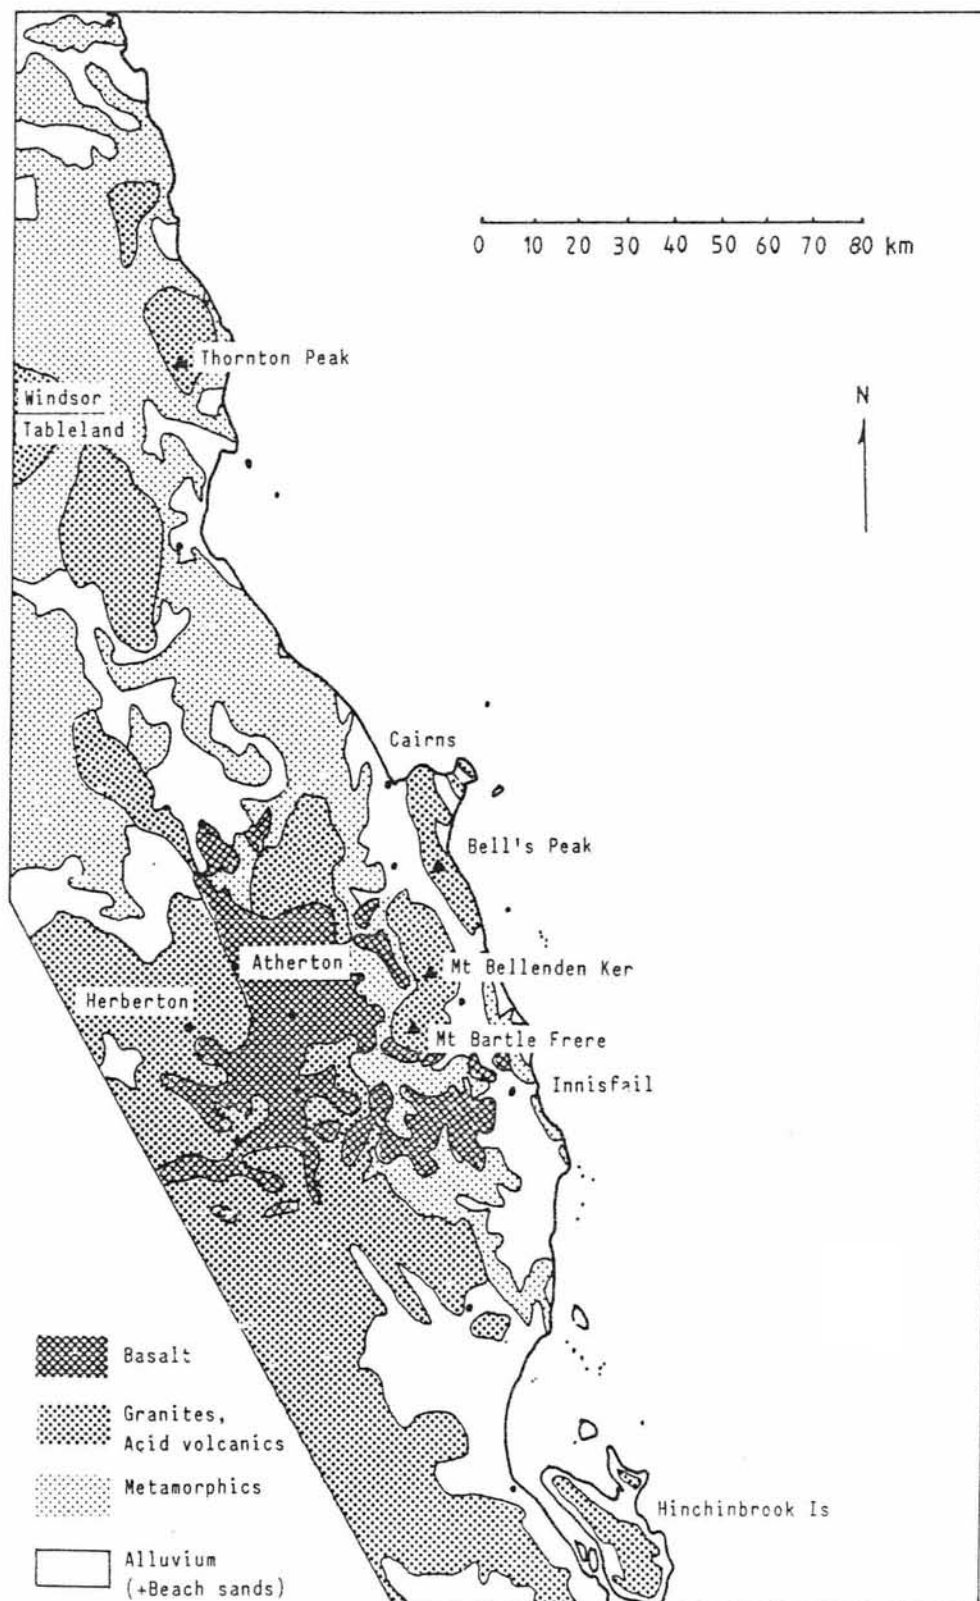 0 10 20 30 40 50 60 70 80 km
Thornton Peak
Windsor
Tableland
N
Cairns
Bell's Peak
Atherton
Mt Bellenden Ker
Herberton
Mt Bartle Frere
Innisfail
Basalt
Granites,
Acid volcanics
Metamorphics
Hinchinbrook Is
Alluvium
(+Beach sands)